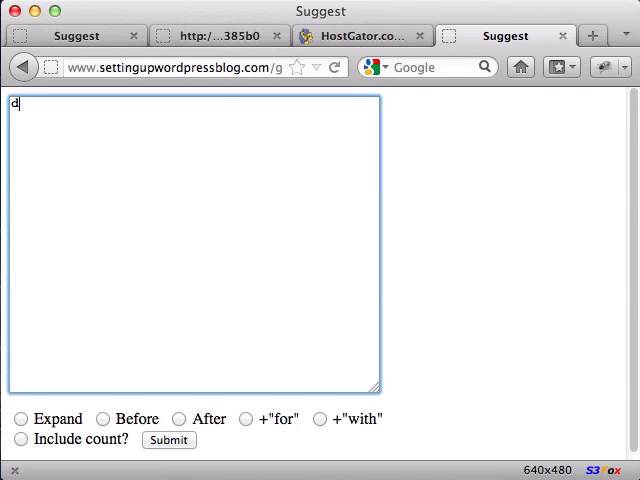 Suggest
Suggest
http:/...385b0
HostGator.co...
Suggest
www.settingupwordpressblog.com/g
Google
d
Expand Before After +"for" +"with"
Include count? Submit
640x480 S3Fox